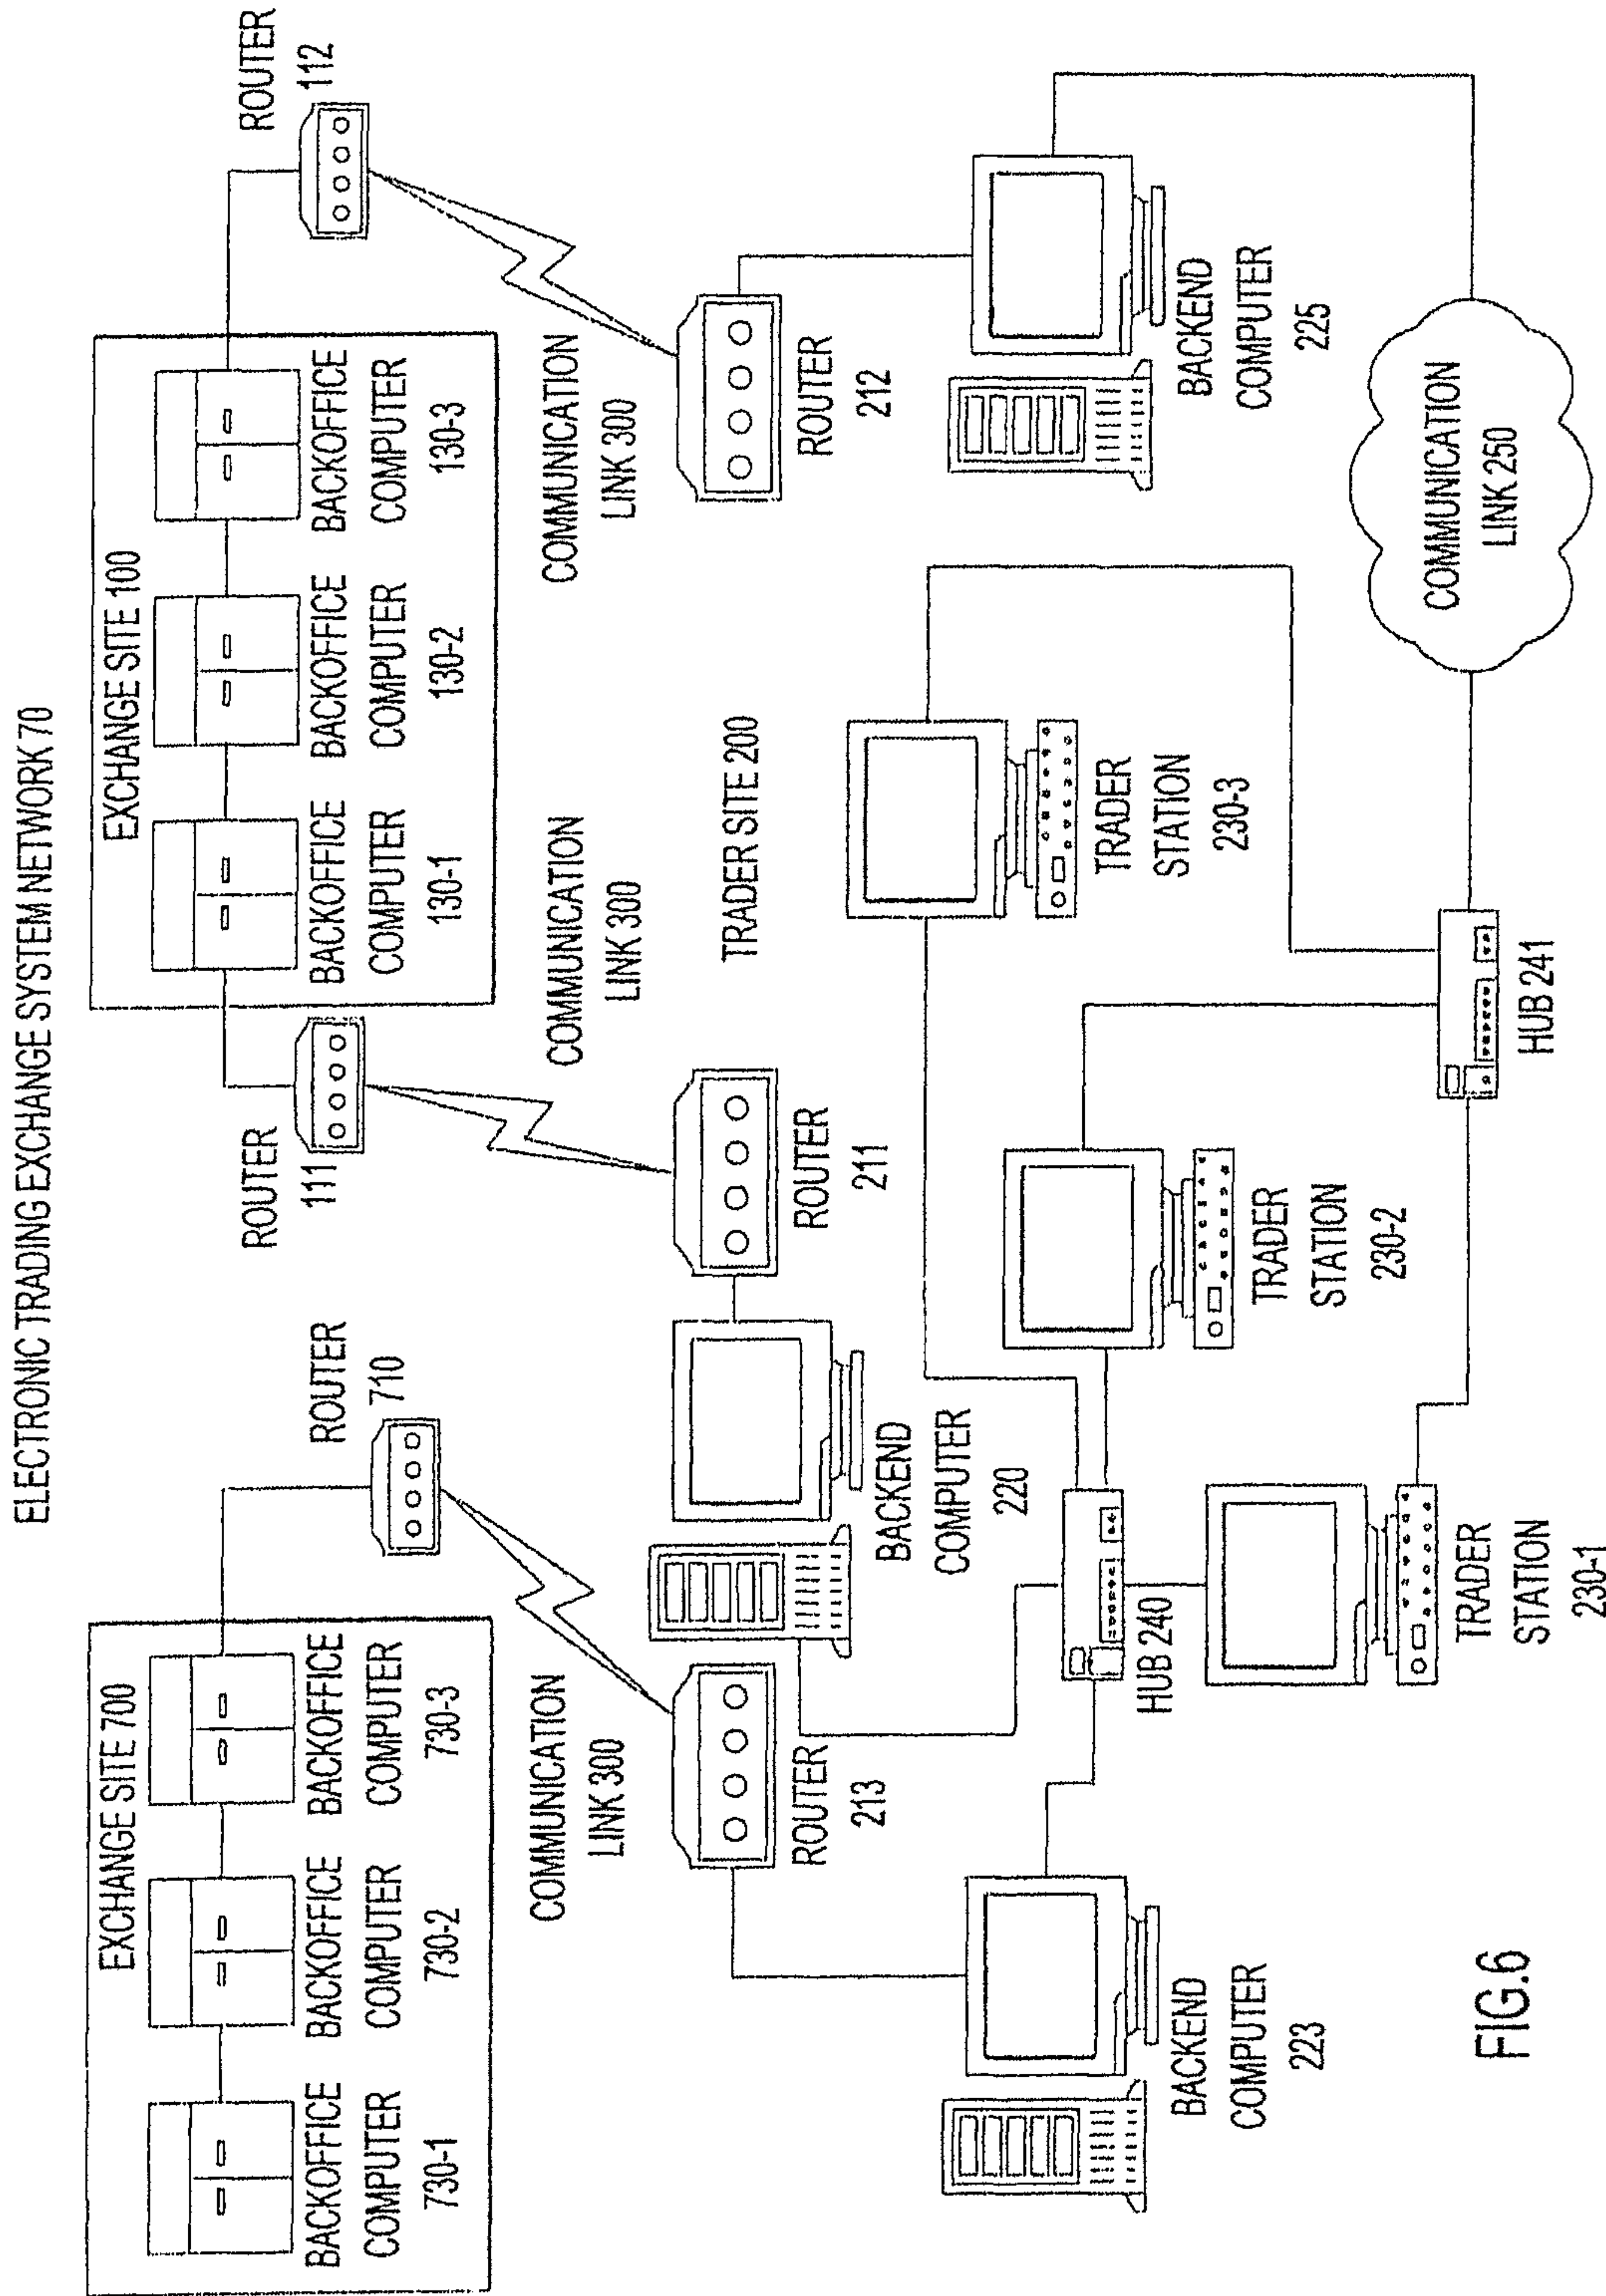 ELECTRONIC TRADING EXCHANGE SYSTEM NETWORK 70
EXCHANGE SITE 700
BACKOFFICE
COMPUTER
730-1
BACKOFFICE
COMPUTER
730-2
BACKOFFICE
COMPUTER
730-3
ROUTER
710
EXCHANGE SITE 100
BACKOFFICE
COMPUTER
130-1
BACKOFFICE
COMPUTER
130-2
BACKOFFICE
COMPUTER
130-3
ROUTER
111
ROUTER
112
COMMUNICATION
LINK 300
COMMUNICATION
LINK 300
COMMUNICATION
LINK 300
ROUTER
213
ROUTER
211
ROUTER
212
TRADER SITE 200
BACKEND
COMPUTER
220
BACKEND
COMPUTER
223
BACKEND
COMPUTER
225
HUB 240
TRADER
STATION
230-1
TRADER
STATION
230-2
TRADER
STATION
230-3
HUB 241
COMMUNICATION
LINK 250
FIG.6